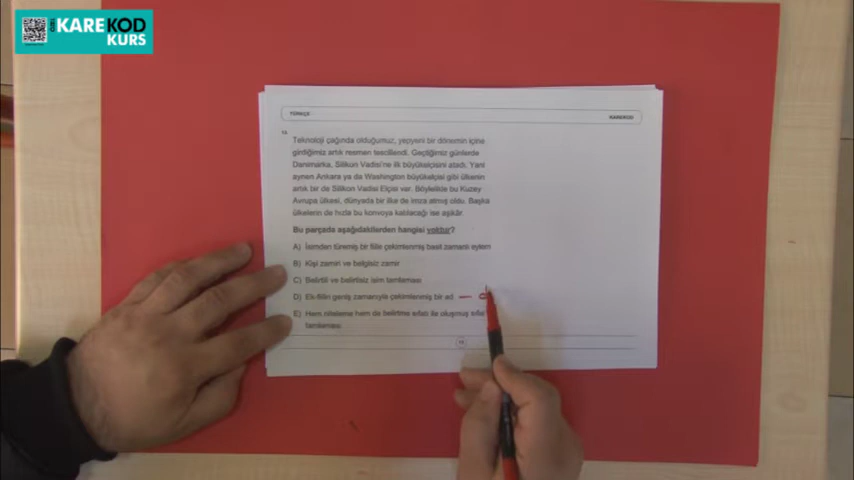 ÖZEL
KAREKOD
KURS
TÜRKÇE
KAREKOD
13.
Teknoloji çağında olduğumuz, yepyeni bir dönemin içine
girdiğimiz artık resmen tescillendi. Geçtiğimiz günlerde
Danimarka, Silikon Vadisi'ne ilk büyükelçisini atadı. Yani
aynen Ankara ya da Washington büyükelçisi gibi ülkenin
artık bir de Silikon Vadisi Elçisi var. Böylelikle bu Kuzey
Avrupa ülkesi, dünyada bir ilke de imza atmış oldu. Başka
ülkelerin de hızla bu konvoya katılacağı ise aşikâr.
Bu parçada aşağıdakilerden hangisi yoktur?
A) İsimden türemiş bir fiille çekimlenmiş basit zamanlı eylem
B) Kişi zamiri ve belgisiz zamir
C) Belirtili ve belirtisiz isim tamlaması
D) Ek-fiilin geniş zamanıyla çekimlenmiş bir ad
E) Hem niteleme hem de belirtme sıfatı ile oluşmuş sıfat
tamlaması